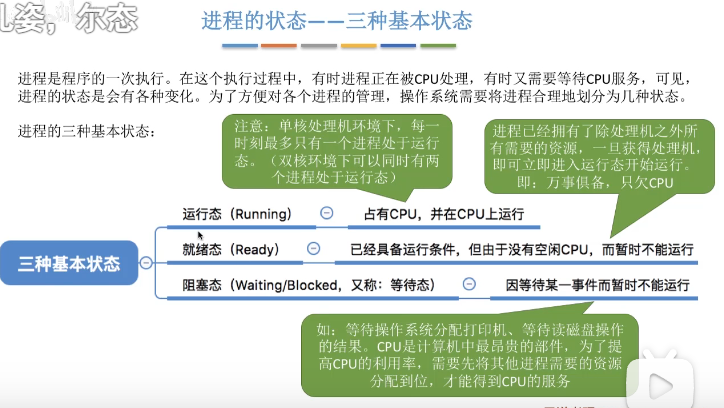 进程的状态——三种基本状态
进程是程序的一次执行。在这个执行过程中，有时进程正在被CPU处理，有时又需要等待CPU服务，可见，
进程的状态是会有各种变化。为了方便对各个进程的管理，操作系统需要将进程合理地划分为几种状态。
进程的三种基本状态：
注意：单核处理机环境下，每一
时刻最多只有一个进程处于运行
态。（双核环境下可以同时有两
个进程处于运行态）
进程已经拥有了除处理机之外所
有需要的资源，一旦获得处理机，
即可立即进入运行态开始运行。
即：万事俱备，只欠CPU
三种基本状态
运行态（Running）
占有CPU，并在CPU上运行
就绪态（Ready）
已经具备运行条件，但由于没有空闲CPU，而暂时不能运行
阻塞态（Waiting/Blocked，又称：等待态）
因等待某一事件而暂时不能运行
如：等待操作系统分配打印机、等待读磁盘操作
的结果。CPU是计算机中最昂贵的部件，为了提
高CPU的利用率，需要先将其他进程需要的资源
分配到位，才能得到CPU的服务